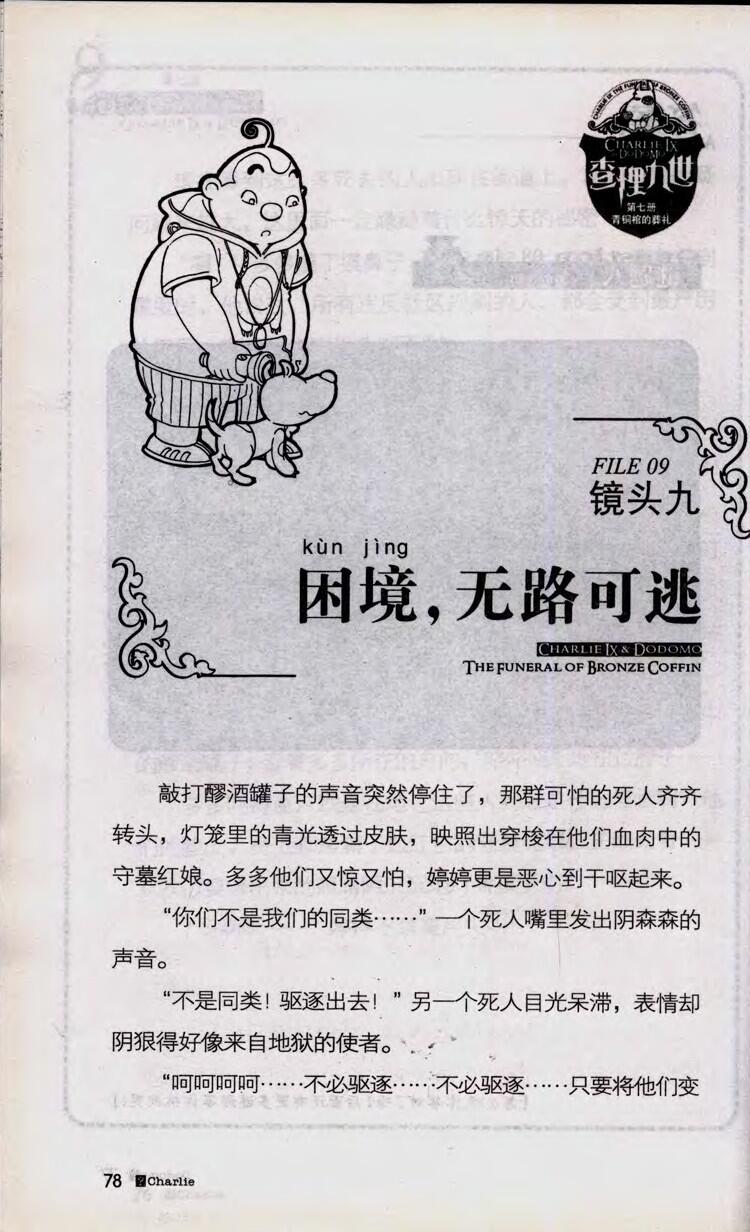 CHARLIE IX THE FUNERAL OF BRONZE COFFIN
CHARLIE IX
& DODOMO
查理九世
第七册
青铜棺的葬礼
FILE 09
镜头九
kùn jìng
困境，无路可逃
CHARLIE IX & DODOMO
THE FUNERAL OF BRONZE COFFIN
敲打醪酒罐子的声音突然停住了，那群可怕的死人齐齐
转头，灯笼里的青光透过皮肤，映照出穿梭在他们血肉中的
守墓红娘。多多他们又惊又怕，婷婷更是恶心到干呕起来。
“你们不是我们的同类……”一个死人嘴里发出阴森森的
声音。
“不是同类！驱逐出去！”另一个死人目光呆滞，表情却
阴狠得好像来自地狱的使者。
“呵呵呵呵……不必驱逐……不必驱逐……只要将他们变
78 Charlie